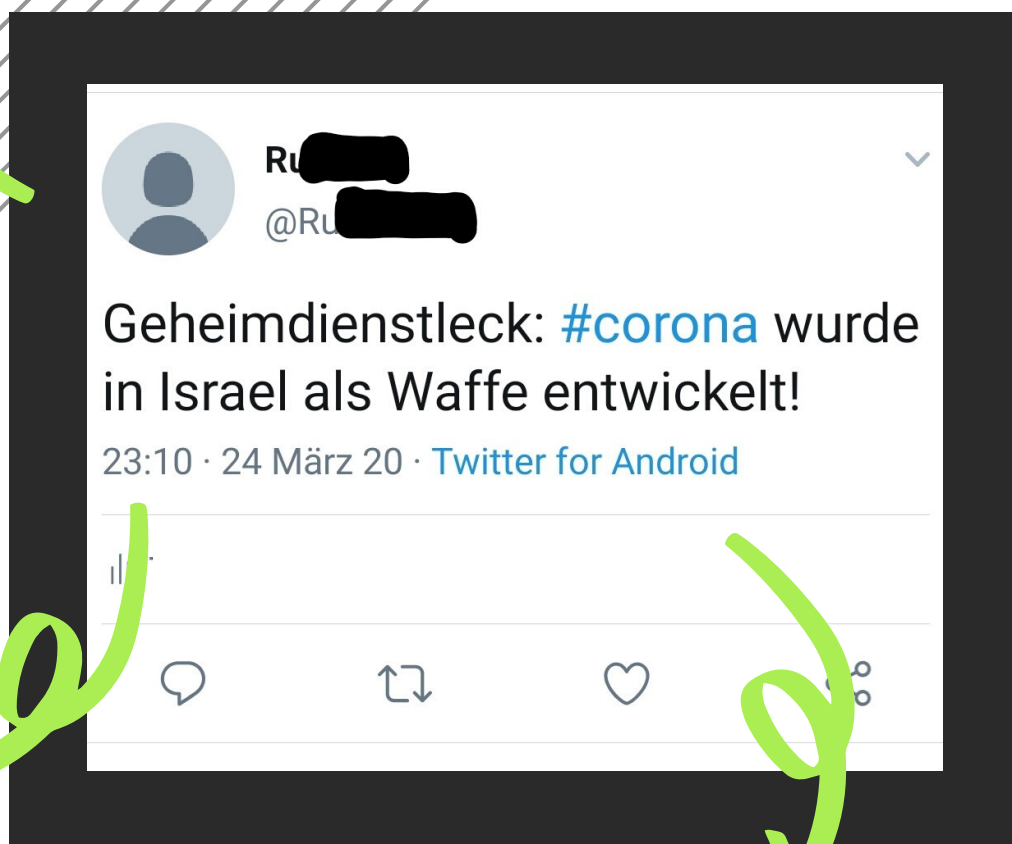 Ru
@Ru
Geheimdienstleck: #corona wurde
in Israel als Waffe entwickelt!
23:10 · 24 März 20 · Twitter for Android